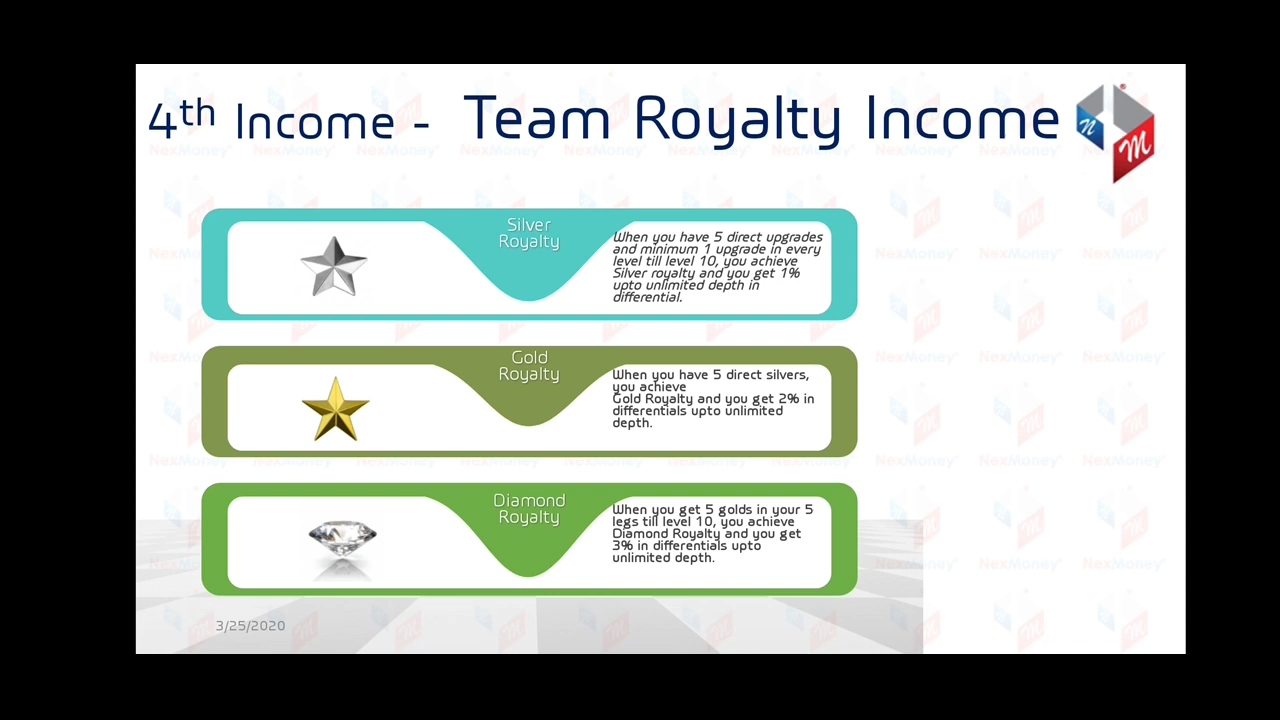 4th Income - Team Royalty Income
n
M
Silver
Royalty
When you have 5 direct upgrades
and minimum 1 upgrade in every
level till level 10, you achieve
Silver royalty and you get 1%
upto unlimited depth in
differential.
Gold
Royalty
When you have 5 direct silvers,
you achieve
Gold Royalty and you get 2% in
differentials upto unlimited
depth.
Diamond
Royalty
When you get 5 golds in your 5
legs till level 10, you achieve
Diamond Royalty and you get
3% in differentials upto
unlimited depth.
3/25/2020
NexMoney®